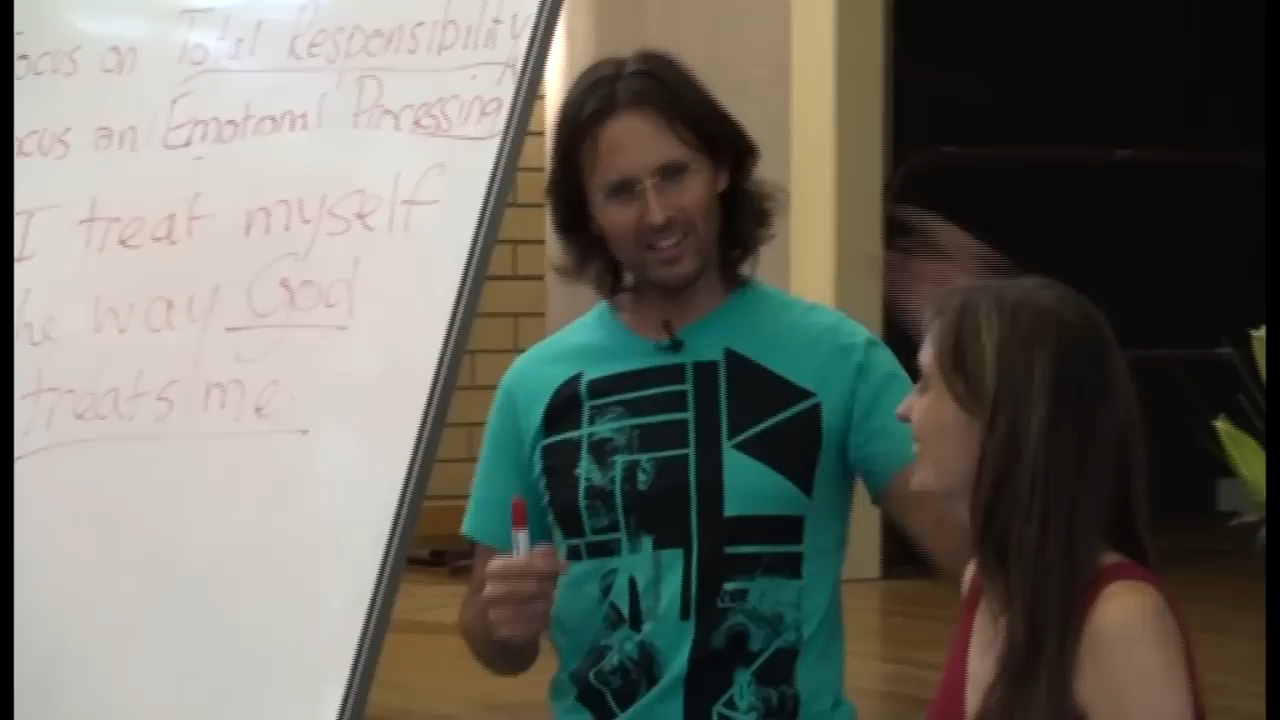 ocus on Total Responsibility
ocus on Emotional Processing
I treat myself
he way God
treats me